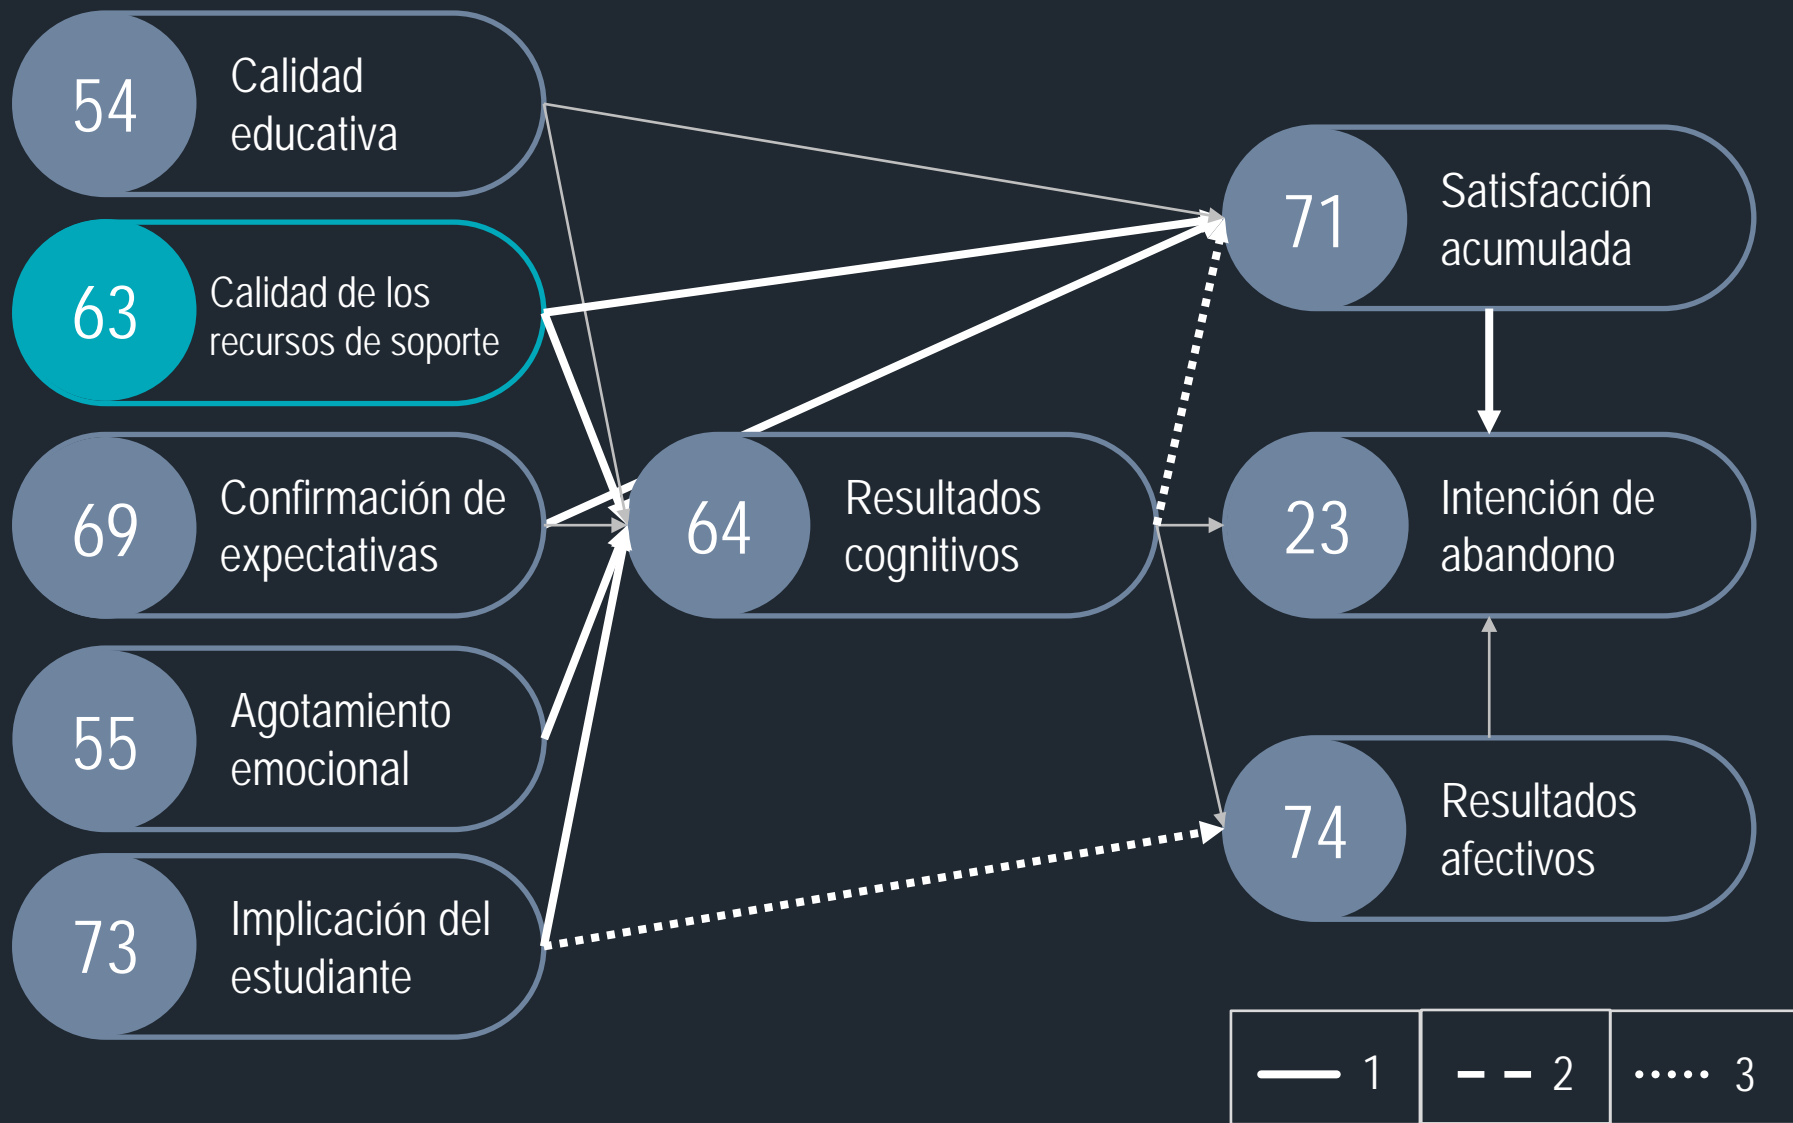 54
Calidad
educativa
63
Calidad de los
recursos de soporte
69
Confirmación de
expectativas
55
Agotamiento
emocional
73
Implicación del
estudiante
64
Resultados
cognitivos
71
Satisfacción
acumulada
23
Intención de
abandono
74
Resultados
afectivos
1
2
3